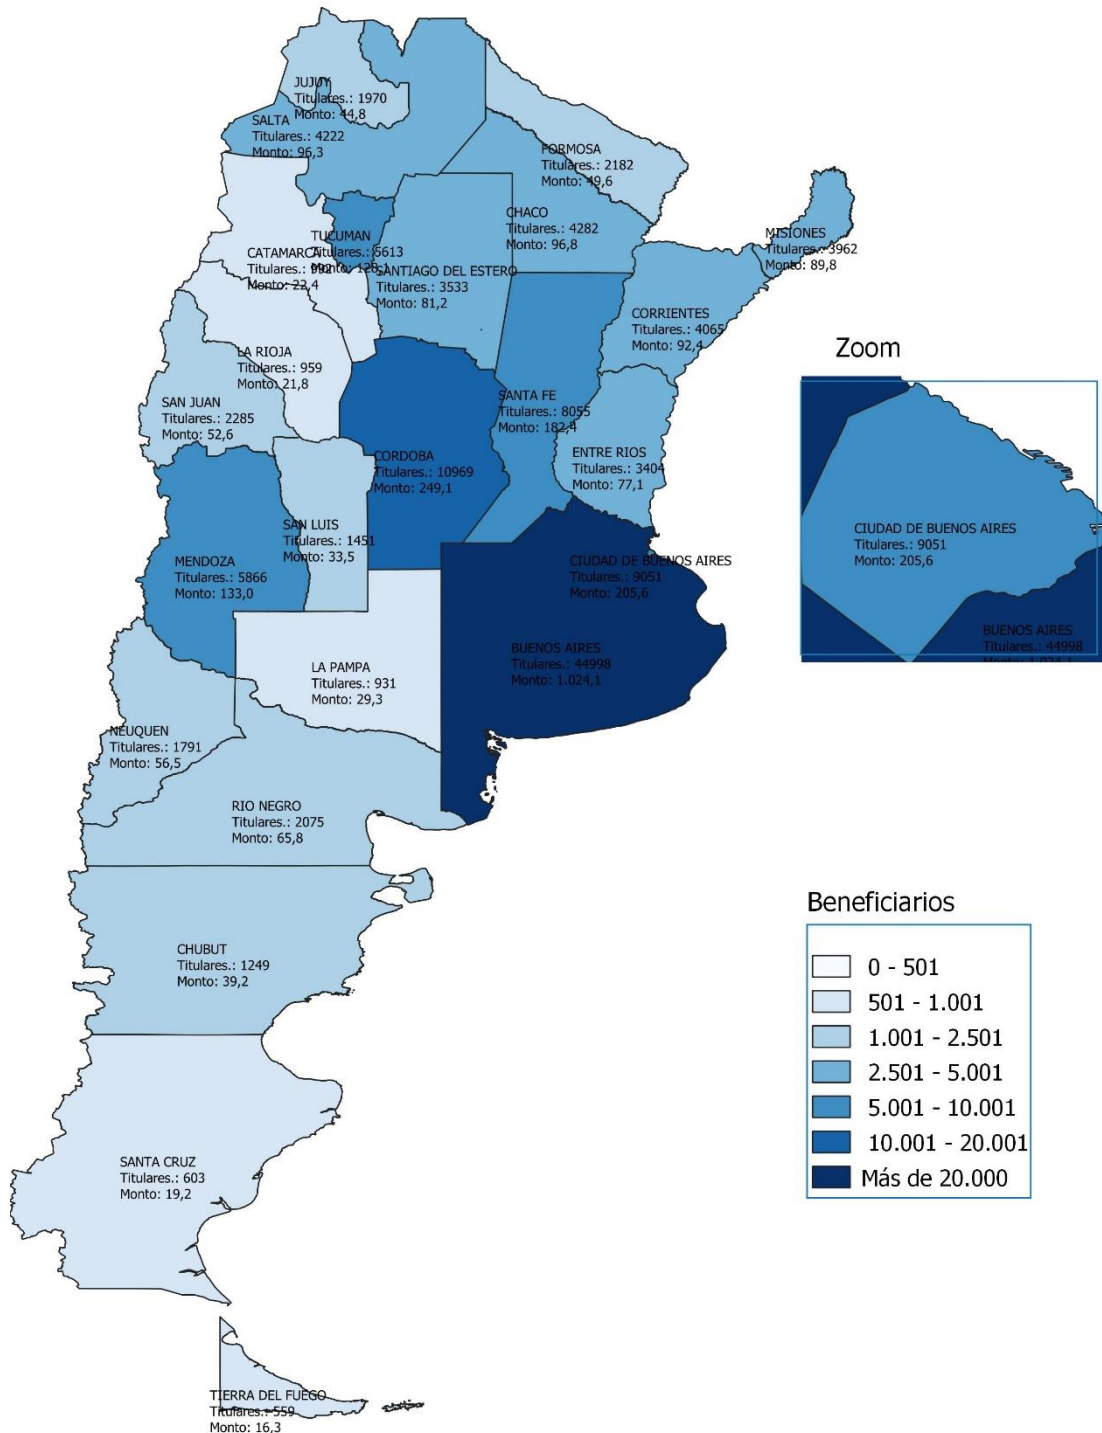 JUJUY
Titulares.: 1970
Monto: 44,8
SALTA
Titulares.: 4222
Monto: 96,3
FORMOSA
Titulares.: 2182
Monto: 49,6
CHACO
Titulares.: 4282
Monto: 96,8
MISIONES
Titulares.: 3962
Monto: 89,8
TUCUMAN
Titulares.: 5613
Monto: 128,1
CATAMARCA
Titulares.: 992
Monto: 22,4
SANTIAGO DEL ESTERO
Titulares.: 3533
Monto: 81,2
CORRIENTES
Titulares.: 4065
Monto: 92,4
LA RIOJA
Titulares.: 959
Monto: 21,8
SAN JUAN
Titulares.: 2285
Monto: 52,6
SANTA FE
Titulares.: 8055
Monto: 182,4
CORDOBA
Titulares.: 10969
Monto: 249,1
ENTRE RIOS
Titulares.: 3404
Monto: 77,1
SAN LUIS
Titulares.: 1451
Monto: 33,5
MENDOZA
Titulares.: 5866
Monto: 133,0
CIUDAD DE BUENOS AIRES
Titulares.: 9051
Monto: 205,6
BUENOS AIRES
Titulares.: 44998
Monto: 1.024,1
LA PAMPA
Titulares.: 931
Monto: 29,3
NEUQUEN
Titulares.: 1791
Monto: 56,5
RIO NEGRO
Titulares.: 2075
Monto: 65,8
CHUBUT
Titulares.: 1249
Monto: 39,2
SANTA CRUZ
Titulares.: 603
Monto: 19,2
TIERRA DEL FUEGO
Titulares.: 559
Monto: 16,3
Zoom
CIUDAD DE BUENOS AIRES
Titulares.: 9051
Monto: 205,6
BUENOS AIRES
Titulares.: 44998
Monto: 1.024,1
Beneficiarios
0 - 501
501 - 1.001
1.001 - 2.501
2.501 - 5.001
5.001 - 10.001
10.001 - 20.001
Más de 20.000